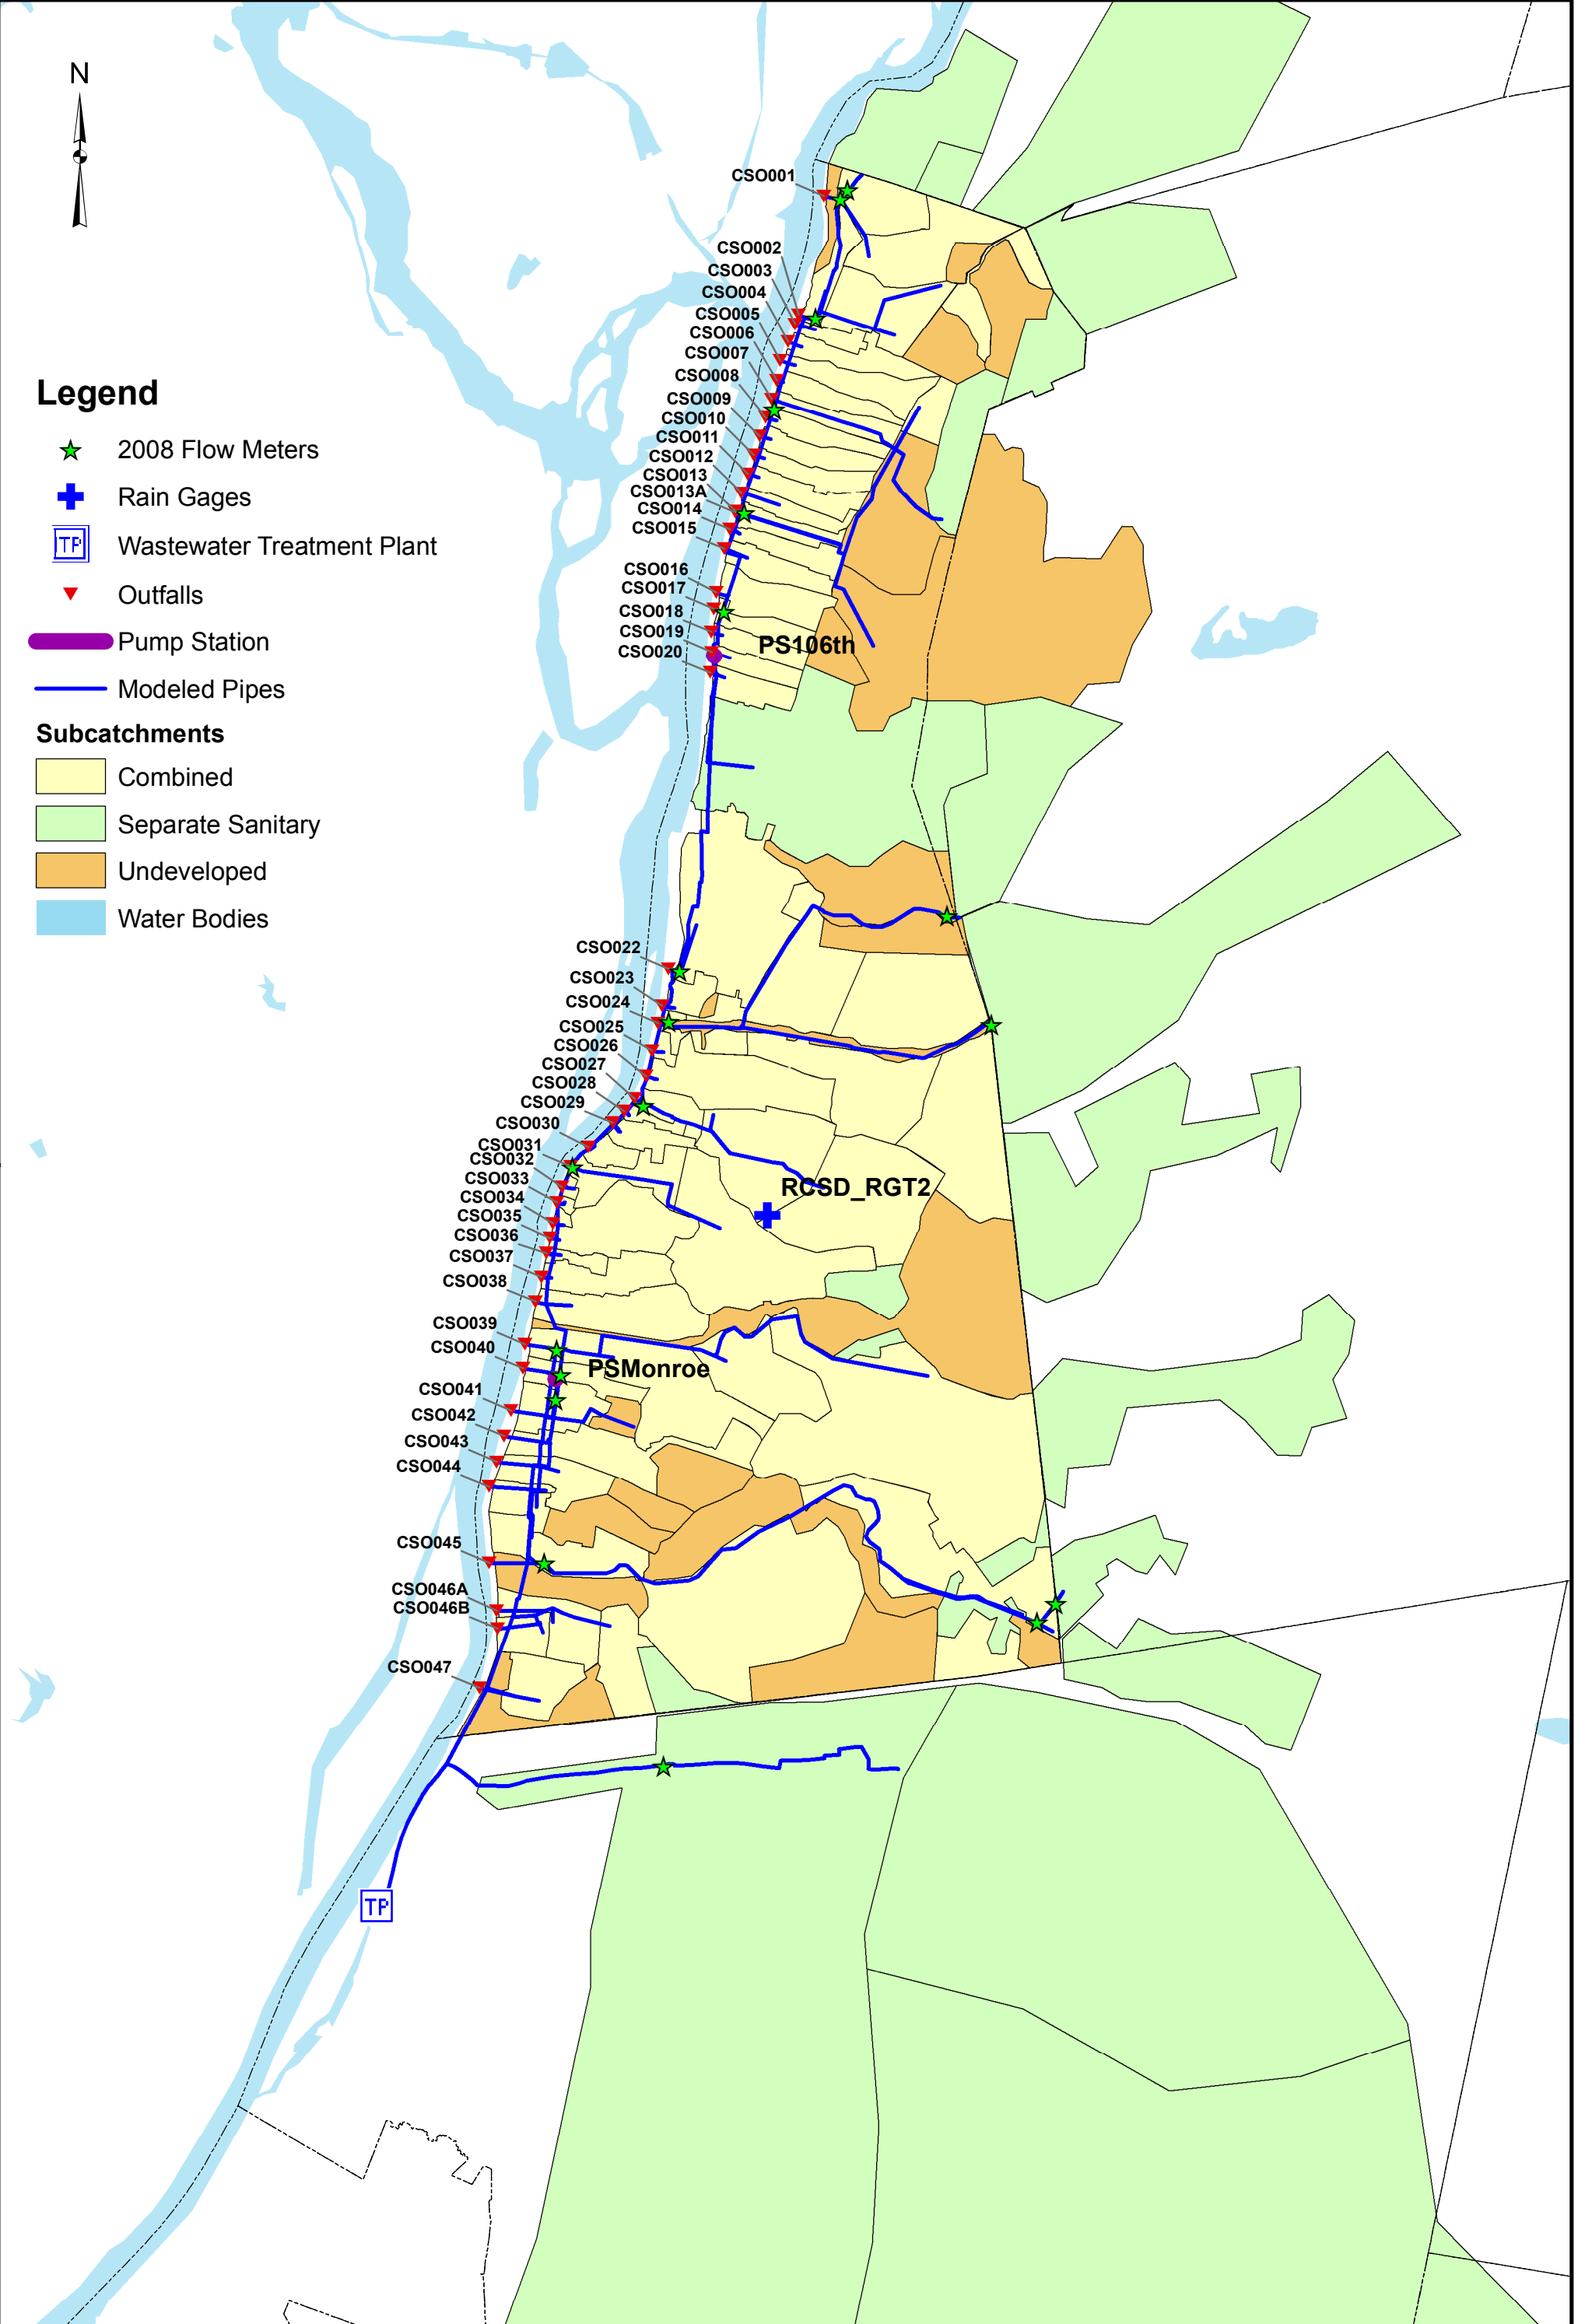 N
Legend
2008 Flow Meters
Rain Gages
TP
Wastewater Treatment Plant
Outfalls
Pump Station
Modeled Pipes
Subcatchments
Combined
Separate Sanitary
Undeveloped
Water Bodies
CSO001
CSO002
CSO003
CSO004
CSO005
CSO006
CSO007
CSO008
CSO009
CSO010
CSO011
CSO012
CSO013
CSO013A
CSO014
CSO015
CSO016
CSO017
CSO018
CSO019
PS106th
CSO020
CSO022
CSO023
CSO024
CSO025
CSO026
CSO027
CSO028
CSO029
CSO030
CSO031
CSO032
CSO033
RCSD_RGT2
CSO034
CSO035
CSO036
CSO037
CSO038
CSO039
CSO040
PSMonroe
CSO041
CSO042
CSO043
CSO044
CSO045
CSO046A
CSO046B
CSO047
TP